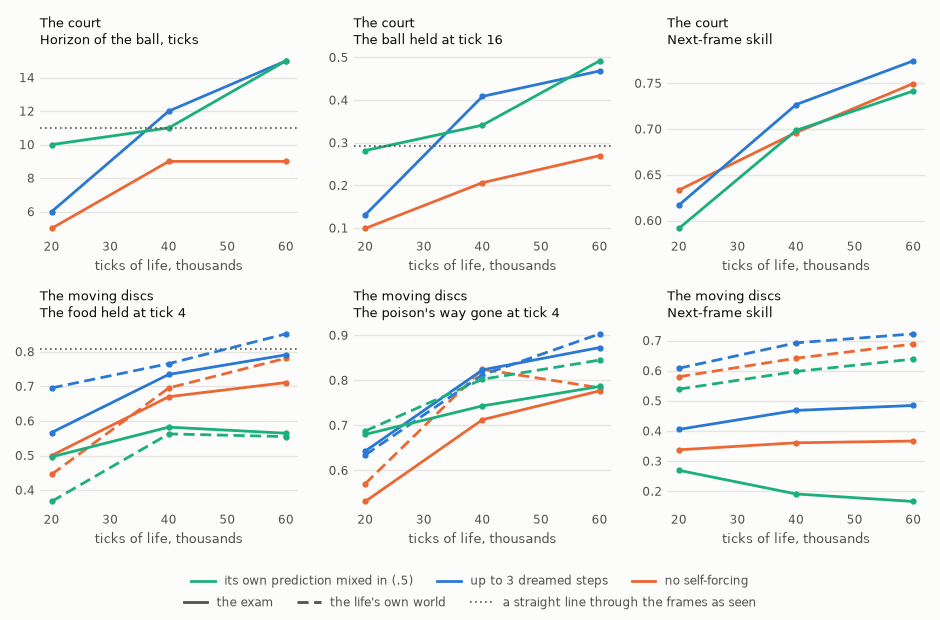 The court
Horizon of the ball, ticks
14
12
10
8
6
20 30 40 50 60
ticks of life, thousands
The court
The ball held at tick 16
0.5
0.4
0.3
0.2
0.1
20 30 40 50 60
ticks of life, thousands
The court
Next-frame skill
0.75
0.70
0.65
0.60
20 30 40 50 60
ticks of life, thousands
The moving discs
The food held at tick 4
0.8
0.7
0.6
0.5
0.4
20 30 40 50 60
ticks of life, thousands
The moving discs
The poison's way gone at tick 4
0.9
0.8
0.7
0.6
20 30 40 50 60
ticks of life, thousands
The moving discs
Next-frame skill
0.7
0.6
0.5
0.4
0.3
0.2
20 30 40 50 60
ticks of life, thousands
its own prediction mixed in (.5) up to 3 dreamed steps no self-forcing
the exam the life's own world a straight line through the frames as seen